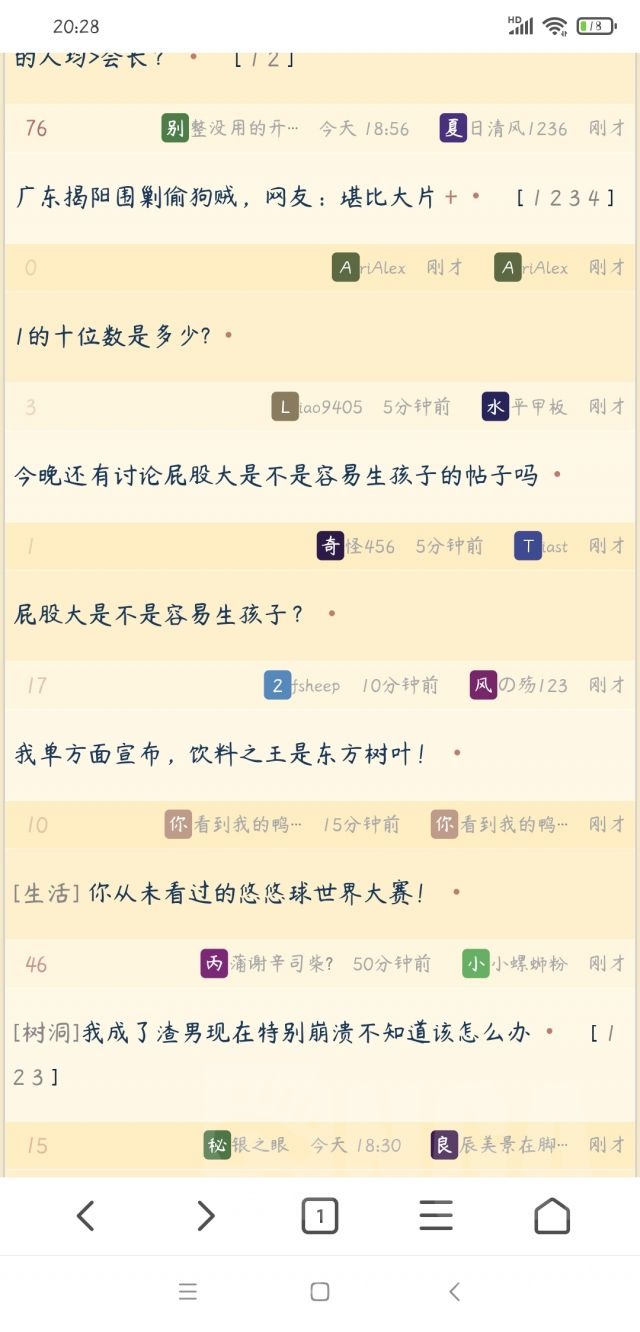 20:28 HD 18
的人均>会长? [1 2]
76 别整没用的开… 今天 18:56 夏日清风1236 刚才
广东揭阳围剿偷狗贼，网友：堪比大片 + [1 2 3 4]
0 AriAlex 刚才 AriAlex 刚才
1的十位数是多少?
3 Liao9405 5分钟前 水平甲板 刚才
今晚还有讨论屁股大是不是容易生孩子的帖子吗
1 奇怪456 5分钟前 Tiast 刚才
屁股大是不是容易生孩子?
17 2fsheep 10分钟前 风の殇123 刚才
我单方面宣布，饮料之王是东方树叶!
10 你看到我的鸭… 15分钟前 你看到我的鸭… 刚才
[生活] 你从未看过的悠悠球世界大赛!
46 丙蒲谢辛司柴? 50分钟前 小小螺蛳粉 刚才
[树洞]我成了渣男现在特别崩溃不知道该怎么办 [1
2 3]
15 秘银之眼 今天 18:30 良辰美景在脚… 刚才
1